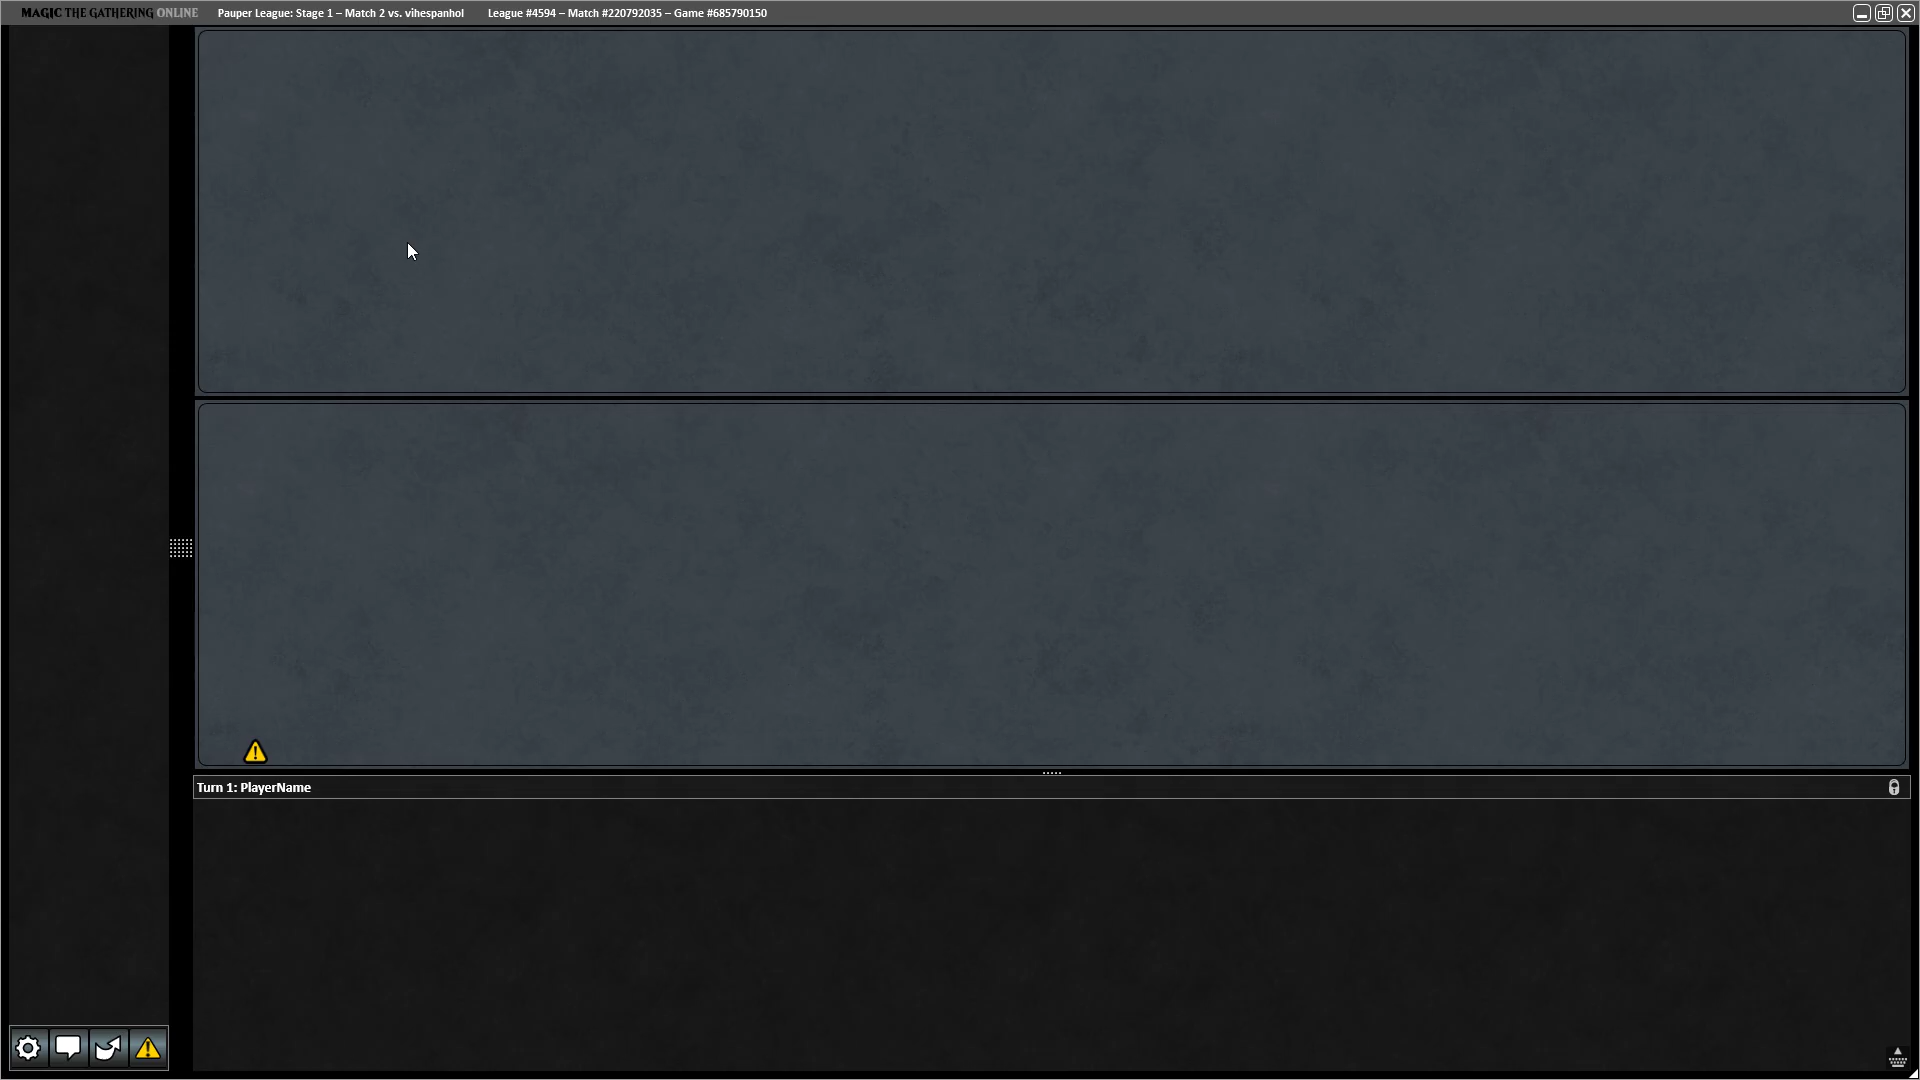 MAGIC THE GATHERING ONLINE Pauper League: Stage 1 – Match 2 vs. vihespanhol League #4594 – Match #220792035 – Game #685790150
Turn 1: PlayerName